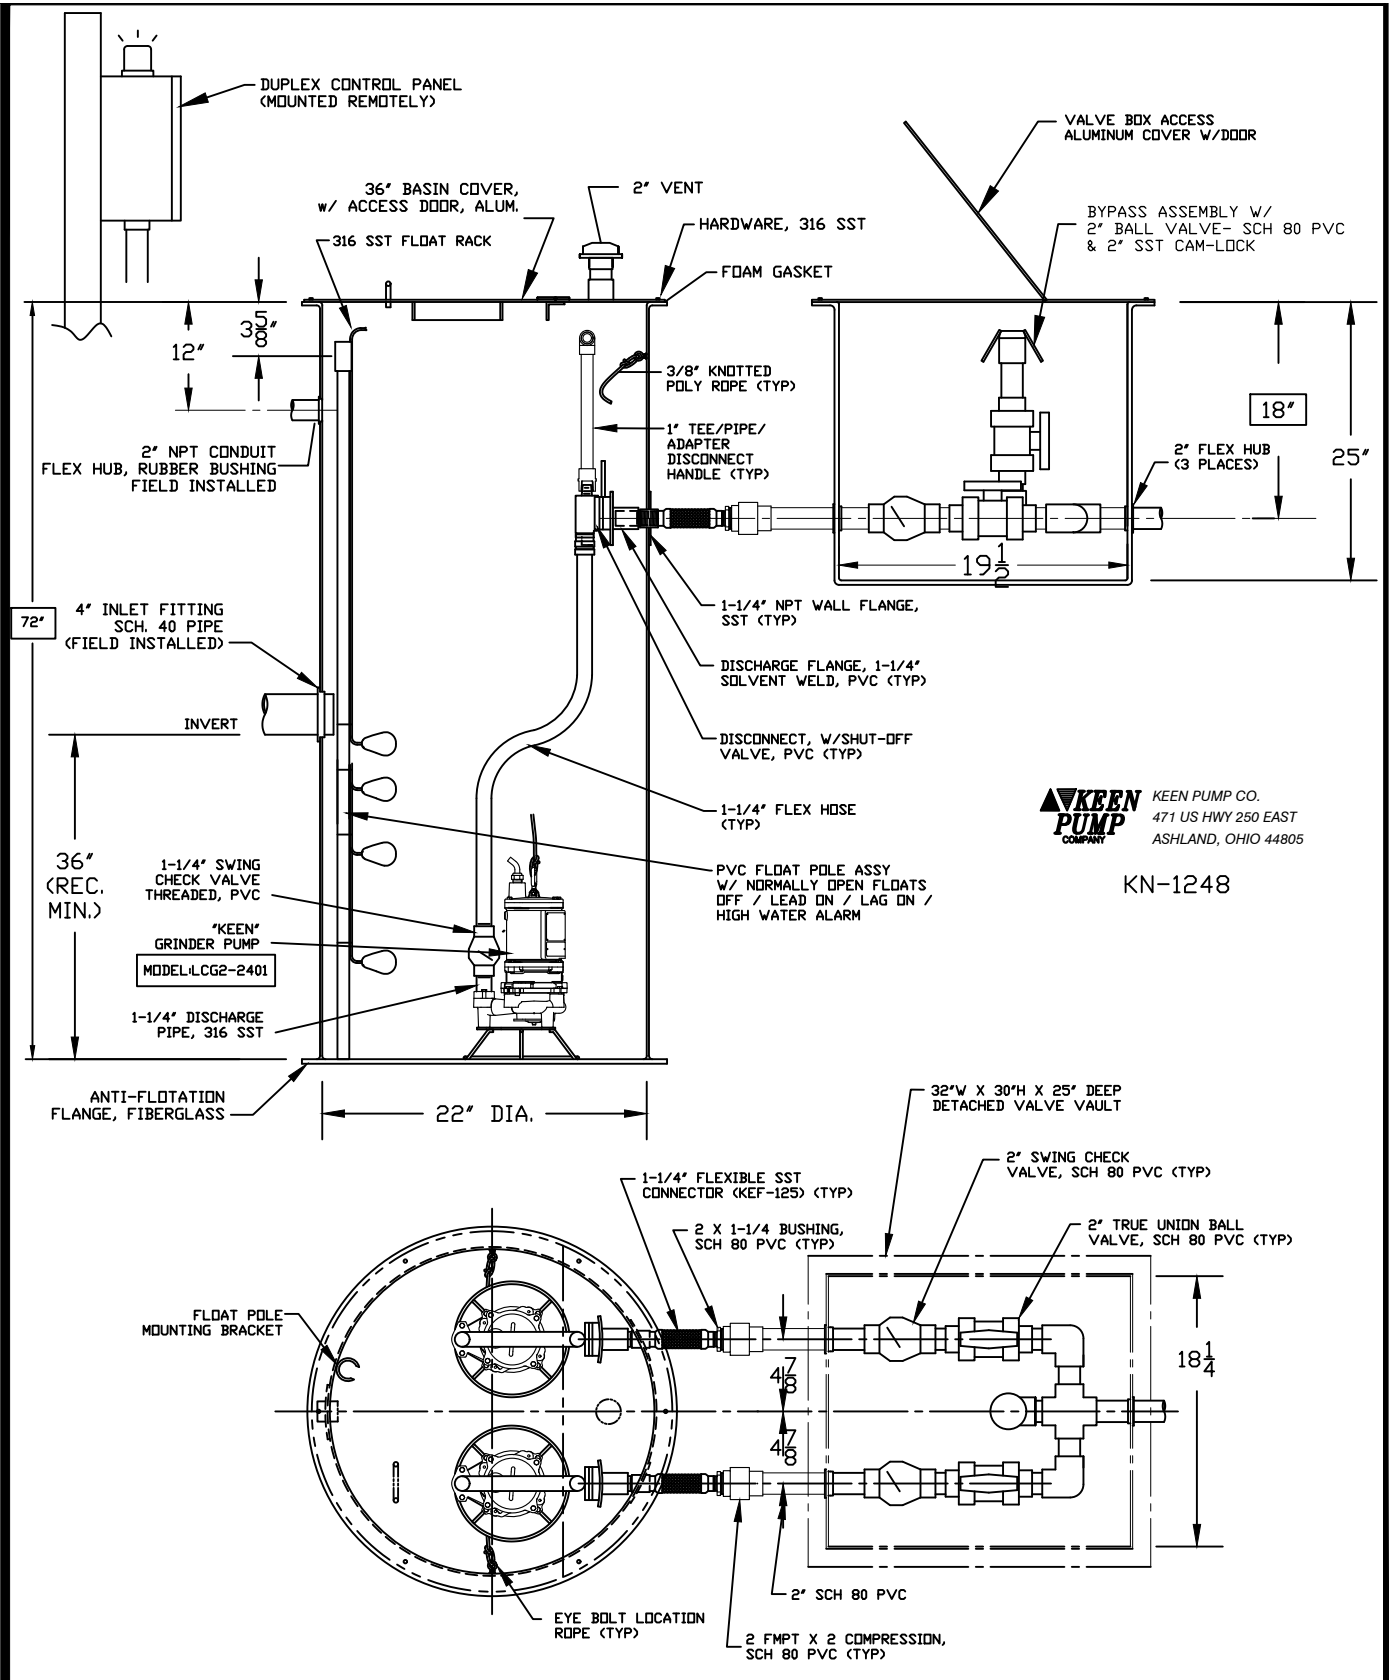 DUPLEX CONTROL PANEL
(MOUNTED REMOTELY)
36" BASIN COVER,
w/ ACCESS DOOR, ALUM.
316 SST FLOAT RACK
2" VENT
HARDWARE, 316 SST
FOAM GASKET
VALVE BOX ACCESS
ALUMINUM COVER W/DOOR
BYPASS ASSEMBLY W/
2" BALL VALVE- SCH 80 PVC
& 2" SST CAM-LOCK
3 5/8"
12"
3/8" KNOTTED
POLY ROPE (TYP)
18"
25"
2" NPT CONDUIT
FLEX HUB, RUBBER BUSHING
FIELD INSTALLED
1" TEE/PIPE/
ADAPTER
DISCONNECT
HANDLE (TYP)
2" FLEX HUB
(3 PLACES)
19 1/2
72"
4" INLET FITTING
SCH. 40 PIPE
(FIELD INSTALLED)
INVERT
1-1/4" NPT WALL FLANGE,
SST (TYP)
DISCHARGE FLANGE, 1-1/4"
SOLVENT WELD, PVC (TYP)
DISCONNECT, W/SHUT-OFF
VALVE, PVC (TYP)
1-1/4" FLEX HOSE
(TYP)
KEEN
PUMP
COMPANY
KEEN PUMP CO.
471 US HWY 250 EAST
ASHLAND, OHIO 44805
KN-1248
36"
(REC.
MIN.)
1-1/4" SWING
CHECK VALVE
THREADED, PVC
"KEEN"
GRINDER PUMP
MODEL:LCG2-2401
1-1/4" DISCHARGE
PIPE, 316 SST
PVC FLOAT POLE ASSY
W/ NORMALLY OPEN FLOATS
OFF / LEAD ON / LAG ON /
HIGH WATER ALARM
ANTI-FLOTATION
FLANGE, FIBERGLASS
22" DIA.
32"W X 30"H X 25" DEEP
DETACHED VALVE VAULT
1-1/4" FLEXIBLE SST
CONNECTOR (KEF-125) (TYP)
2 X 1-1/4 BUSHING,
SCH 80 PVC (TYP)
2" SWING CHECK
VALVE, SCH 80 PVC (TYP)
2" TRUE UNION BALL
VALVE, SCH 80 PVC (TYP)
FLOAT POLE
MOUNTING BRACKET
4 7/8
4 7/8
18 1/4
EYE BOLT LOCATION
ROPE (TYP)
2" SCH 80 PVC
2 FMPT X 2 COMPRESSION,
SCH 80 PVC (TYP)